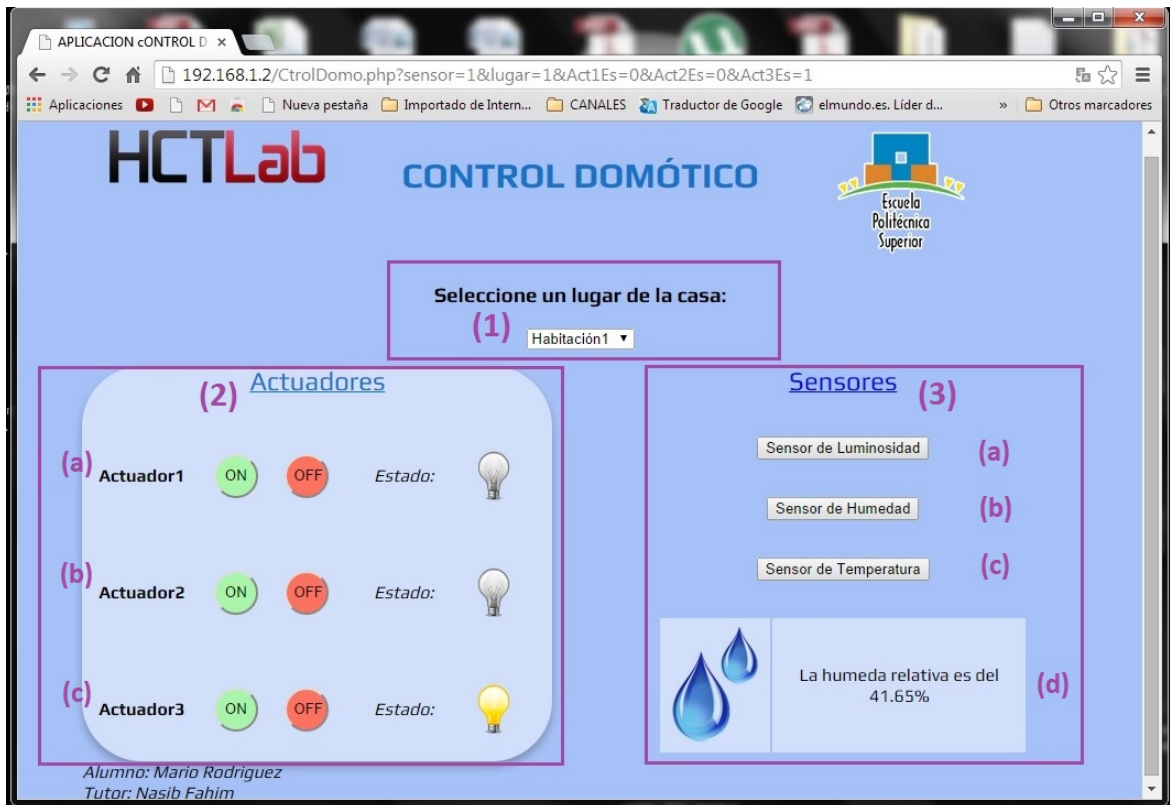 APLICACION cONTROL D
192.168.1.2/CtrolDomo.php?sensor=1&lugar=1&Act1Es=0&Act2Es=0&Act3Es=1
Aplicaciones Nueva pestaña Importado de Intern... CANALES Traductor de Google elmundo.es. Líder d... » Otros marcadores
HCTLab
CONTROL DOMÓTICO
Escuela
Politécnica
Superior
Seleccione un lugar de la casa:
(1)
Habitación1
(2) Actuadores
(a) Actuador1 ON OFF Estado:
(b) Actuador2 ON OFF Estado:
(c) Actuador3 ON OFF Estado:
Sensores (3)
Sensor de Luminosidad (a)
Sensor de Humedad (b)
Sensor de Temperatura (c)
La humeda relativa es del
41.65%
(d)
Alumno: Mario Rodriguez
Tutor: Nasib Fahim